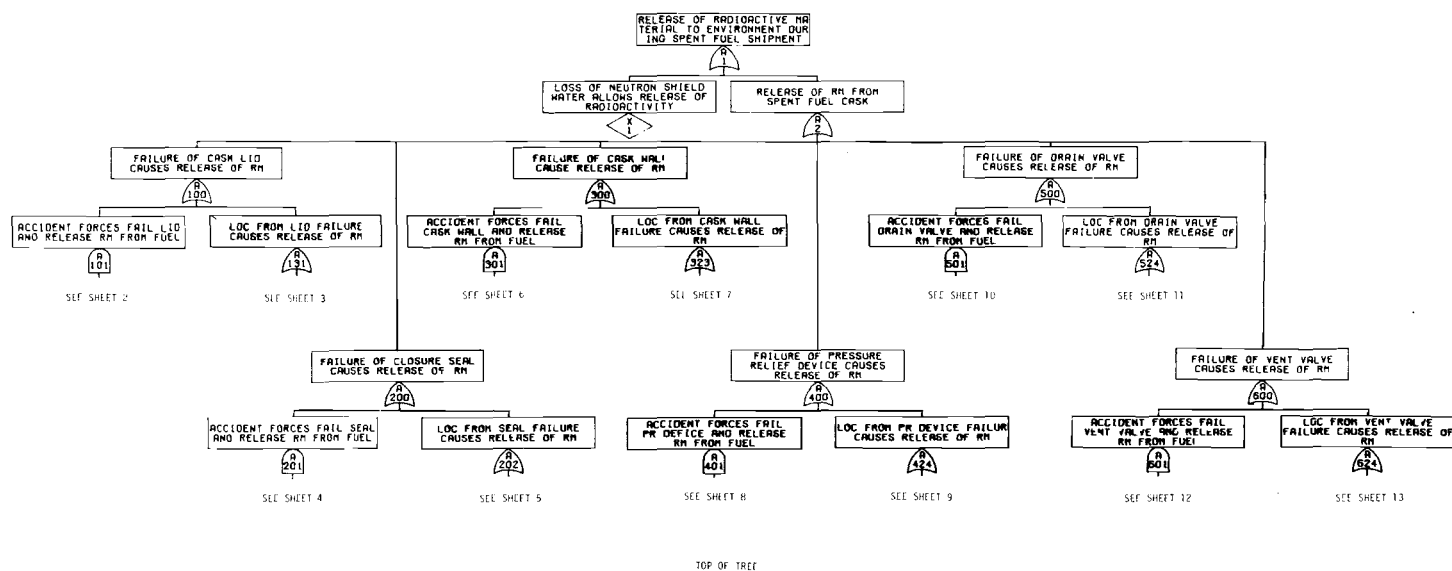 RELEASE OF RADIOACTIVE MA
TERIAL TO ENVIRONMENT DUR
ING SPENT FUEL SHIPMENT
A
1
LOSS OF NEUTRON SHIELD
WATER ALLOWS RELEASE OF
RADIOACTIVITY
X
1
RELEASE OF RM FROM
SPENT FUEL CASK
A
2
FAILURE OF CASK LID
CAUSES RELEASE OF RM
A
100
FAILURE OF CASK WALL
CAUSE RELEASE OF RM
A
300
FAILURE OF DRAIN VALVE
CAUSES RELEASE OF RM
A
500
ACCIDENT FORCES FAIL LID
AND RELEASE RM FROM FUEL
A
101
SEE SHEET 2
LOC FROM LID FAILURE
CAUSES RELEASE OF RM
A
131
SEE SHEET 3
ACCIDENT FORCES FAIL
CASK WALL AND RELEASE
RM FROM FUEL
A
301
SEE SHEET 6
LOC FROM CASK WALL
FAILURE CAUSES RELEASE OF
RM
A
323
SEE SHEET 7
ACCIDENT FORCES FAIL
DRAIN VALVE AND RELEASE
RM FROM FUEL
A
501
SEE SHEET 10
LOC FROM DRAIN VALVE
FAILURE CAUSES RELEASE OF
RM
A
524
SEE SHEET 11
FAILURE OF CLOSURE SEAL
CAUSES RELEASE OF RM
A
200
FAILURE OF PRESSURE
RELIEF DEVICE CAUSES
RELEASE OF RM
A
400
FAILURE OF VENT VALVE
CAUSES RELEASE OF RM
A
600
ACCIDENT FORCES FAIL SEAL
AND RELEASE RM FROM FUEL
A
201
SEE SHEET 4
LOC FROM SEAL FAILURE
CAUSES RELEASE OF RM
A
202
SEE SHEET 5
ACCIDENT FORCES FAIL
PR DEFICE AND RELEASE
RM FROM FUEL
A
401
SEE SHEET 8
LOC FROM PR DEVICE FAILUR
CAUSES RELEASE OF RM
A
424
SEE SHEET 9
ACCIDENT FORCES FAIL
VENT VALVE AND RELEASE
RM FROM FUEL
A
601
SEE SHEET 12
LOC FROM VENT VALVE
FAILURE CAUSES RELEASE OF
RM
A
624
SEE SHEET 13
TOP OF TREE